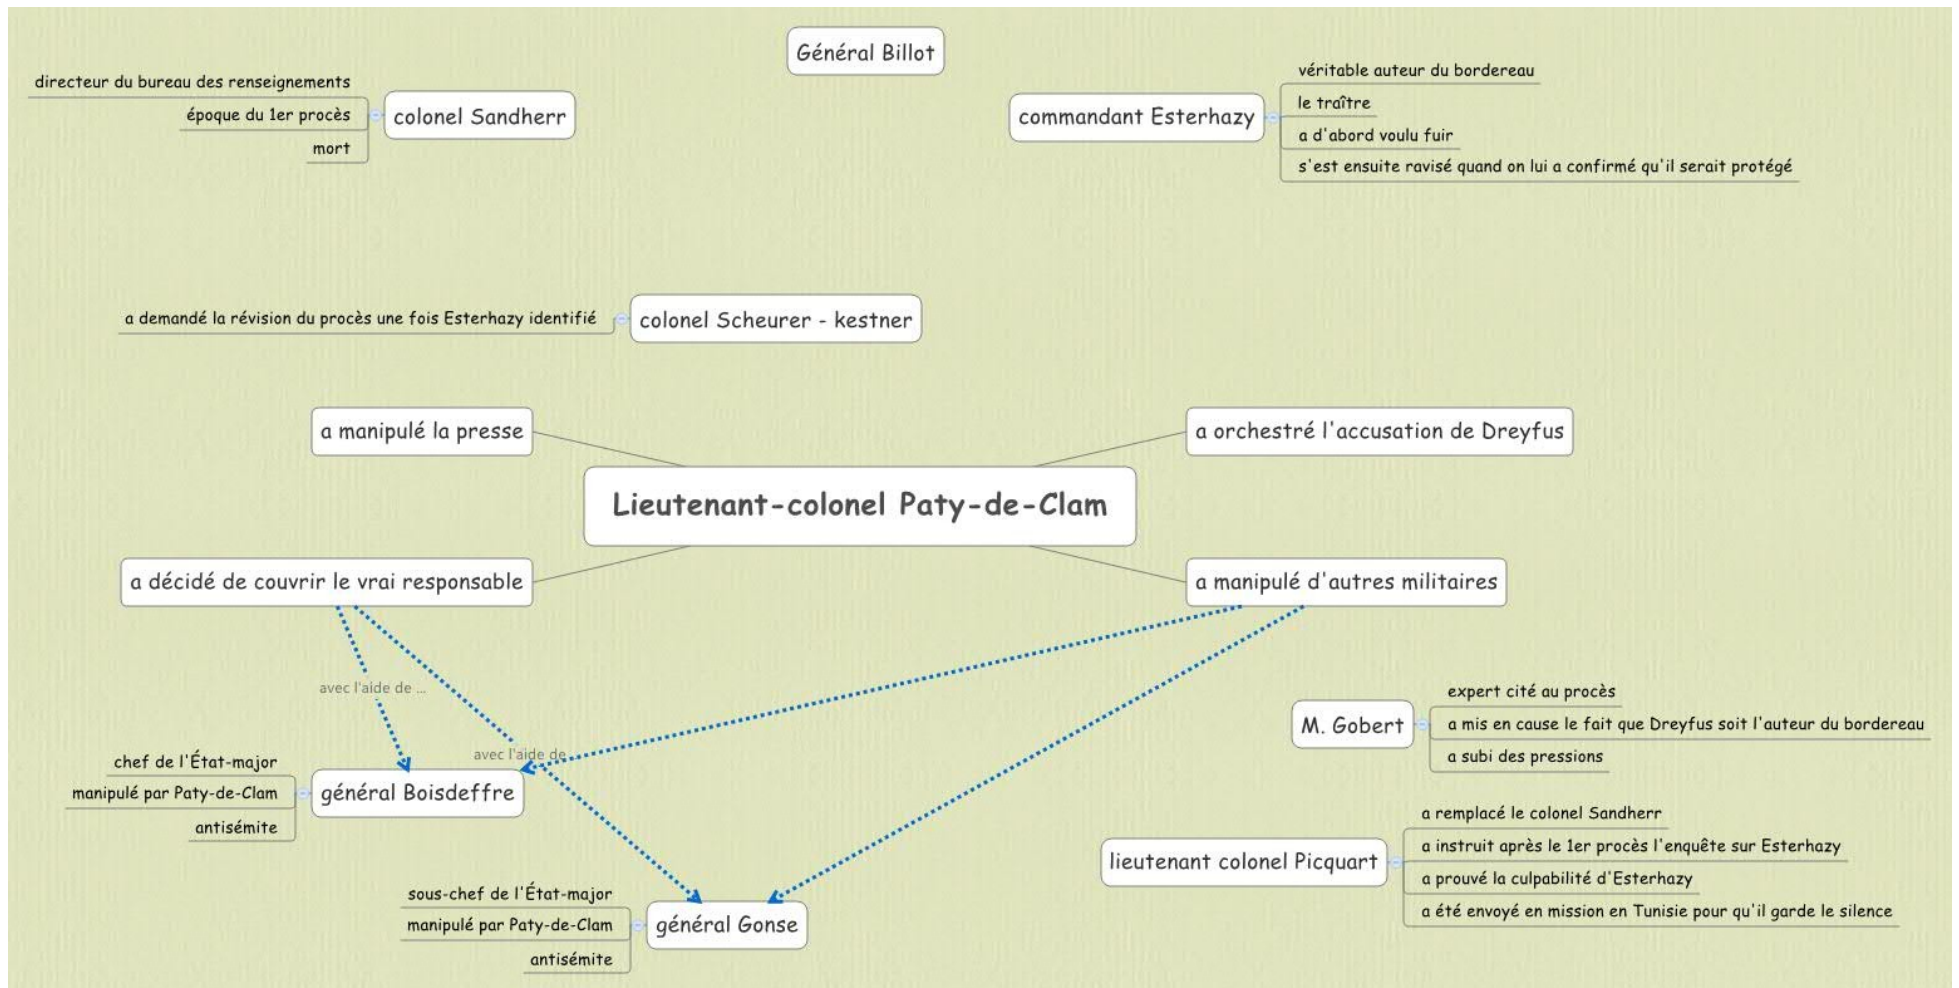 Général Billot
directeur du bureau des renseignements
époque du 1er procès
mort
colonel Sandherr
commandant Esterhazy
véritable auteur du bordereau
le traître
a d'abord voulu fuir
s'est ensuite ravisé quand on lui a confirmé qu'il serait protégé
a demandé la révision du procès une fois Esterhazy identifié
colonel Scheurer - kestner
a manipulé la presse
a orchestré l'accusation de Dreyfus
Lieutenant-colonel Paty-de-Clam
a décidé de couvrir le vrai responsable
a manipulé d'autres militaires
avec l'aide de ...
avec l'aide de
chef de l'État-major
manipulé par Paty-de-Clam
antisémite
général Boisdeffre
sous-chef de l'État-major
manipulé par Paty-de-Clam
antisémite
général Gonse
M. Gobert
expert cité au procès
a mis en cause le fait que Dreyfus soit l'auteur du bordereau
a subi des pressions
lieutenant colonel Picquart
a remplacé le colonel Sandherr
a instruit après le 1er procès l'enquête sur Esterhazy
a prouvé la culpabilité d'Esterhazy
a été envoyé en mission en Tunisie pour qu'il garde le silence